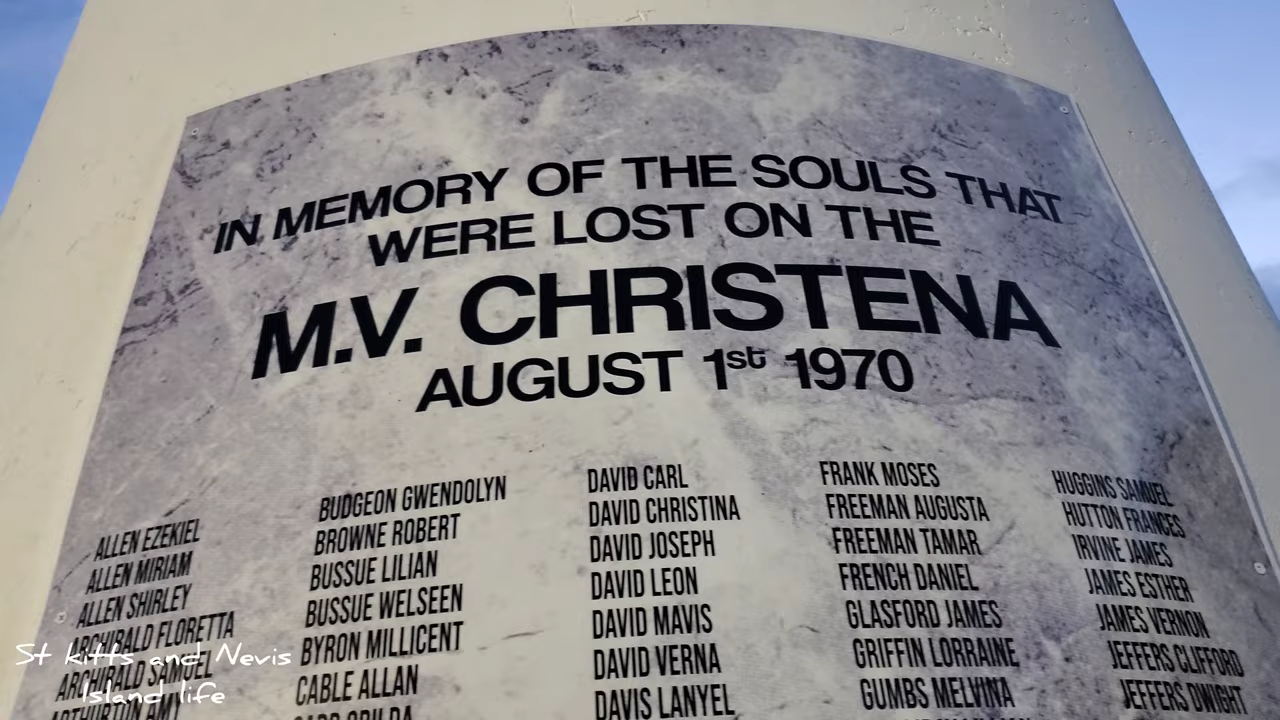 IN MEMORY OF THE SOULS THAT
WERE LOST ON THE
M.V. CHRISTENA
AUGUST 1st 1970
ALLEN EZEKIEL
ALLEN MIRIAM
ALLEN SHIRLEY
ARCHIBALD FLORETTA
ARCHIBALD SAMUEL
ARTHURTON AMY
BUDGEON GWENDOLYN
BROWNE ROBERT
BUSSUE LILIAN
BUSSUE WELSEEN
BYRON MILLICENT
CABLE ALLAN
DAVID CARL
DAVID CHRISTINA
DAVID JOSEPH
DAVID LEON
DAVID MAVIS
DAVID VERNA
DAVIS LANYEL
FRANK MOSES
FREEMAN AUGUSTA
FREEMAN TAMAR
FRENCH DANIEL
GLASFORD JAMES
GRIFFIN LORRAINE
GUMBS MELVINA
HUGGINS SAMUEL
HUTTON FRANCES
IRVINE JAMES
JAMES ESTHER
JAMES VERNON
JEFFERS CLIFFORD
JEFFERS DWIGHT
St kitts and Nevis
Island life